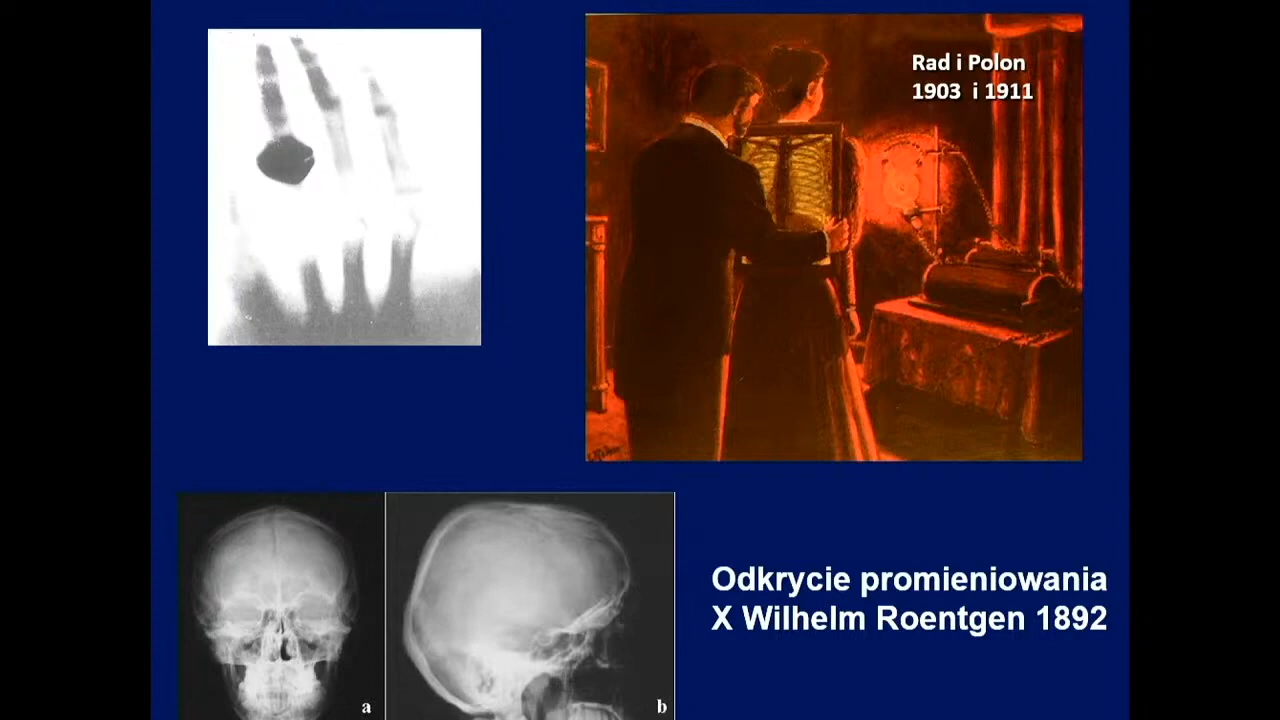 Rad i Polon
1903 i 1911
a
b
Odkrycie promieniowania
X Wilhelm Roentgen 1892